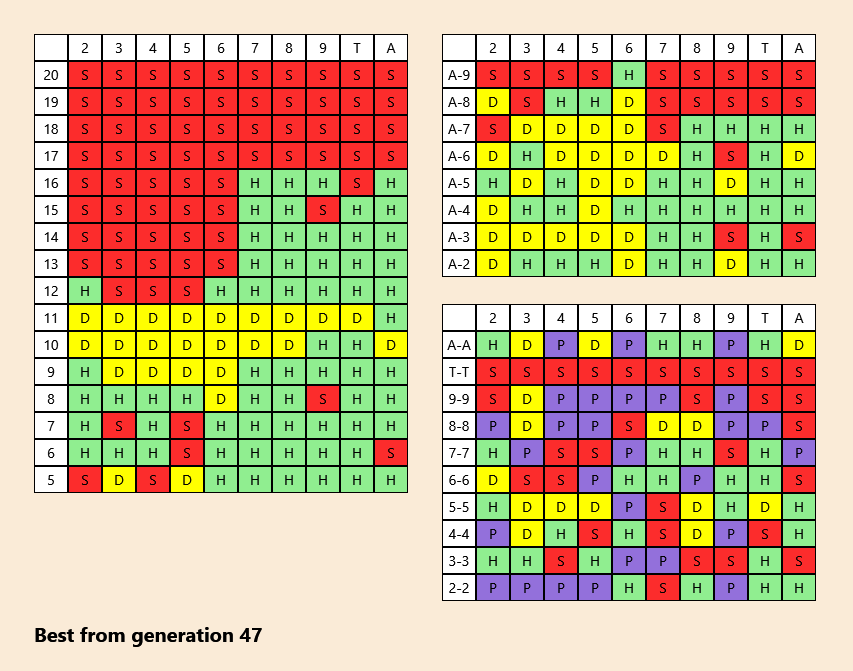 2 3 4 5 6 7 8 9 T A
20 S S S S S S S S S S
19 S S S S S S S S S S
18 S S S S S S S S S S
17 S S S S S S S S S S
16 S S S S S H H H S H
15 S S S S S H H S H H
14 S S S S S H H H H H
13 S S S S S H H H H H
12 H S S S H H H H H H
11 D D D D D D D D D H
10 D D D D D D D H H D
9 H D D D D H H H H H
8 H H H H D H H S H H
7 H S H S H H H H H H
6 H H H S H H H H H S
5 S D S D H H H H H H
2 3 4 5 6 7 8 9 T A
A-9 S S S S H S S S S S
A-8 D S H H D S S S S S
A-7 S D D D D S H H H H
A-6 D H D D D D H S H D
A-5 H D H D D H H D H H
A-4 D H H D H H H H H H
A-3 D D D D D H H S H S
A-2 D H H H D H H D H H
2 3 4 5 6 7 8 9 T A
A-A H D P D P H H P H D
T-T S S S S S S S S S S
9-9 S D P P P P S P S S
8-8 P D P P S D D P P S
7-7 H P S S P H H S H P
6-6 D S S P H H P H H S
5-5 H D D D P S D H D H
4-4 P D H S H S D P S H
3-3 H H S H P P S S H S
2-2 P P P P H S H P H H
Best from generation 47